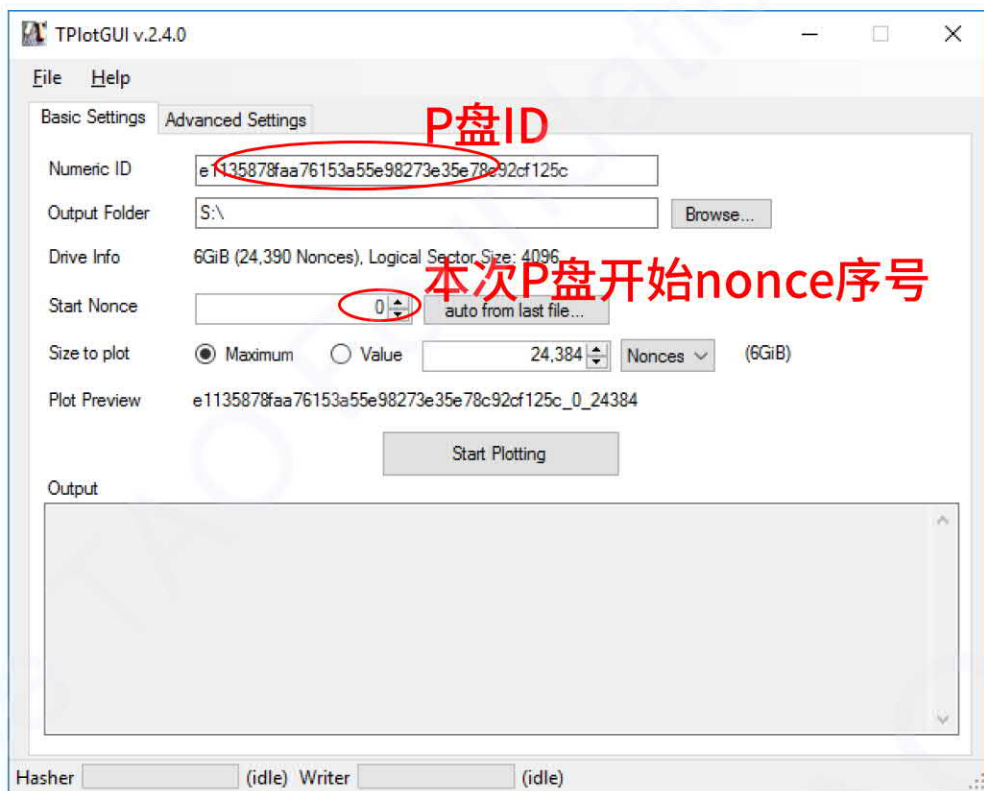 TPlotGUI v.2.4.0
File Help
Basic Settings Advanced Settings
P盘ID
Numeric ID e1135878faa76153a55e98273e35e78c92cf125c
Output Folder S:\ Browse...
Drive Info 6GiB (24,390 Nonces), Logical Sector Size: 4096
本次P盘开始nonce序号
Start Nonce 0 auto from last file...
Size to plot Maximum Value 24,384 Nonces (6GiB)
Plot Preview e1135878faa76153a55e98273e35e78c92cf125c_0_24384
Start Plotting
Output
Hasher (idle) Writer (idle)